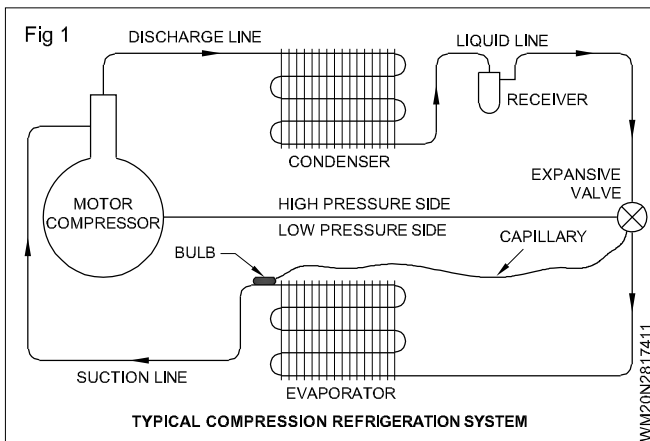 Fig 1
DISCHARGE LINE
LIQUID LINE
RECEIVER
CONDENSER
EXPANSIVE
VALVE
MOTOR
COMPRESSOR
HIGH PRESSURE SIDE
LOW PRESSURE SIDE
CAPILLARY
BULB
SUCTION LINE
EVAPORATOR
TYPICAL COMPRESSION REFRIGERATION SYSTEM
WM20N2817411